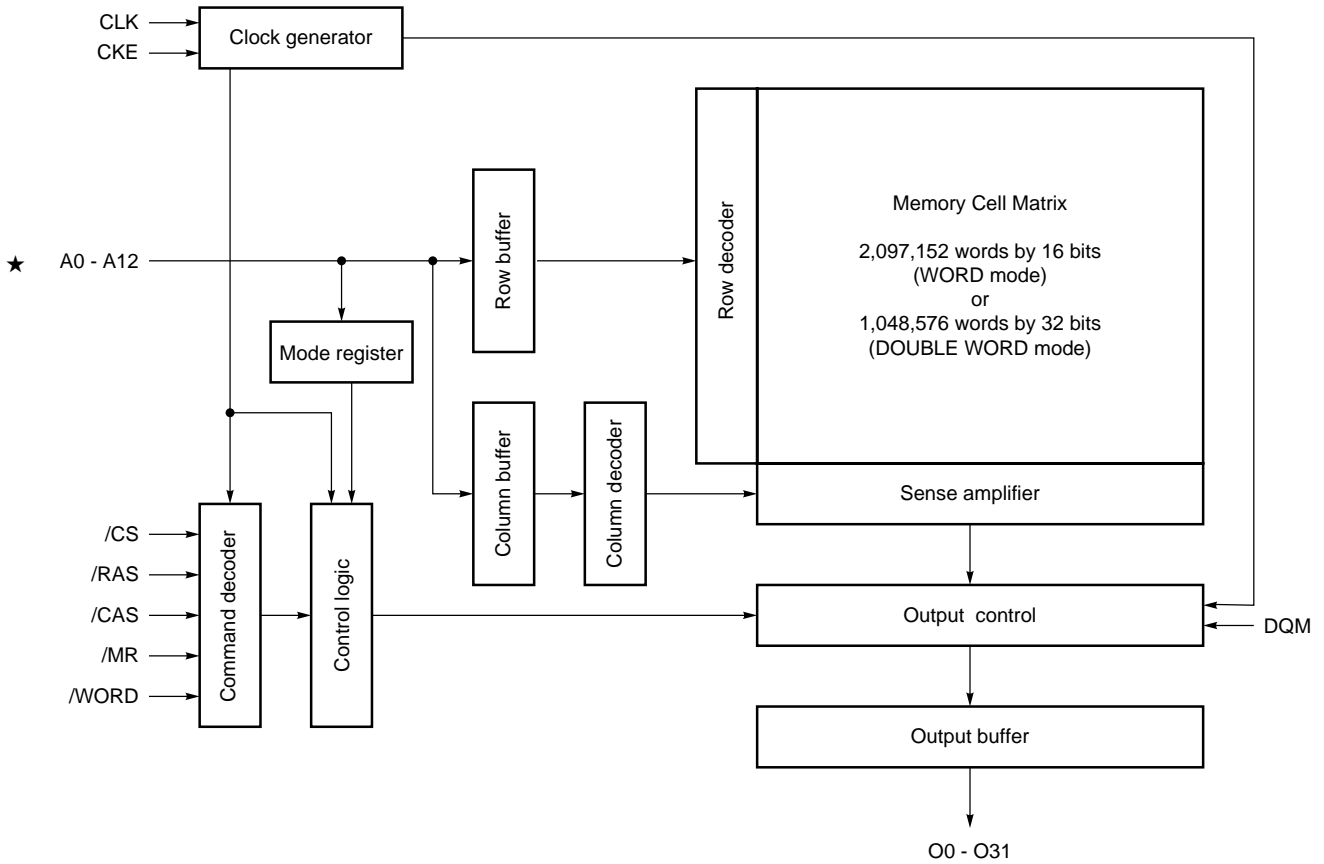 CLK
CKE
Clock generator
★ A0 - A12
Row buffer
Row decoder
Memory Cell Matrix
2,097,152 words by 16 bits
(WORD mode)
or
1,048,576 words by 32 bits
(DOUBLE WORD mode)
Mode register
Column buffer
Column decoder
Sense amplifier
/CS
/RAS
/CAS
/MR
/WORD
Command decoder
Control logic
Output control
DQM
Output buffer
O0 - O31